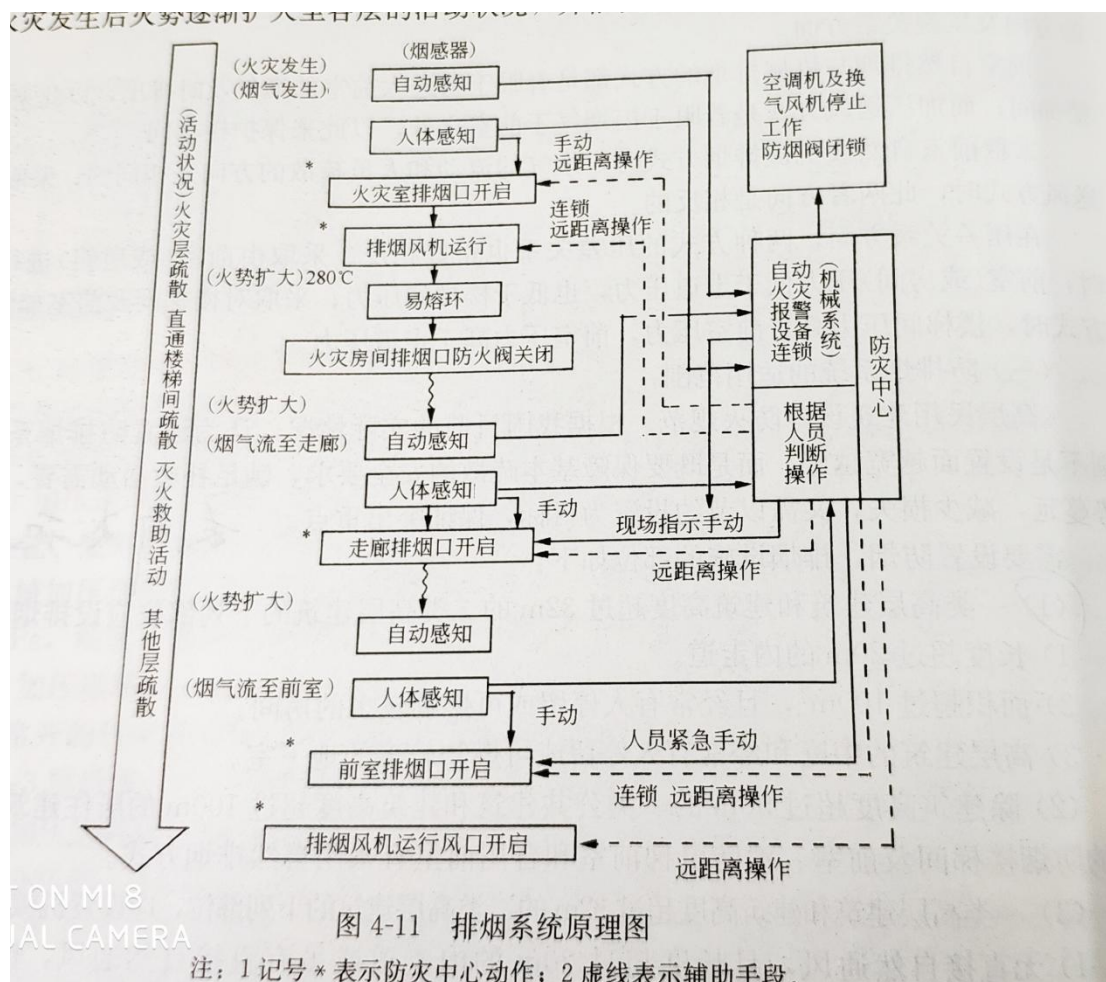 火灾发生后火势逐渐扩大至各层的活动状况
（活动状况）火灾层疏散 直通楼梯间疏散 灭火救助活动 其他层疏散
（火灾发生）
（烟气发生）
（烟感器）
自动感知
人体感知
手动
远距离操作
*
火灾室排烟口开启
连锁
远距离操作
*
排烟风机运行
（火势扩大）280℃
易熔环
火灾房间排烟口防火阀关闭
（火势扩大）
（烟气流至走廊）
自动感知
人体感知
手动
*
走廊排烟口开启
现场指示手动
远距离操作
（火势扩大）
自动感知
（烟气流至前室）
人体感知
手动
*
前室排烟口开启
人员紧急手动
连锁 远距离操作
*
排烟风机运行风口开启
远距离操作
空调机及换
气风机停止
工作
防烟阀闭锁
自动
火灾
报警
设备
连锁
（机械系统）
防灾中心
根据
人员
判断
操作
ON MI 8
UAL CAMERA
图 4-11 排烟系统原理图
注：1 记号 * 表示防灾中心动作；2 虚线表示辅助手段